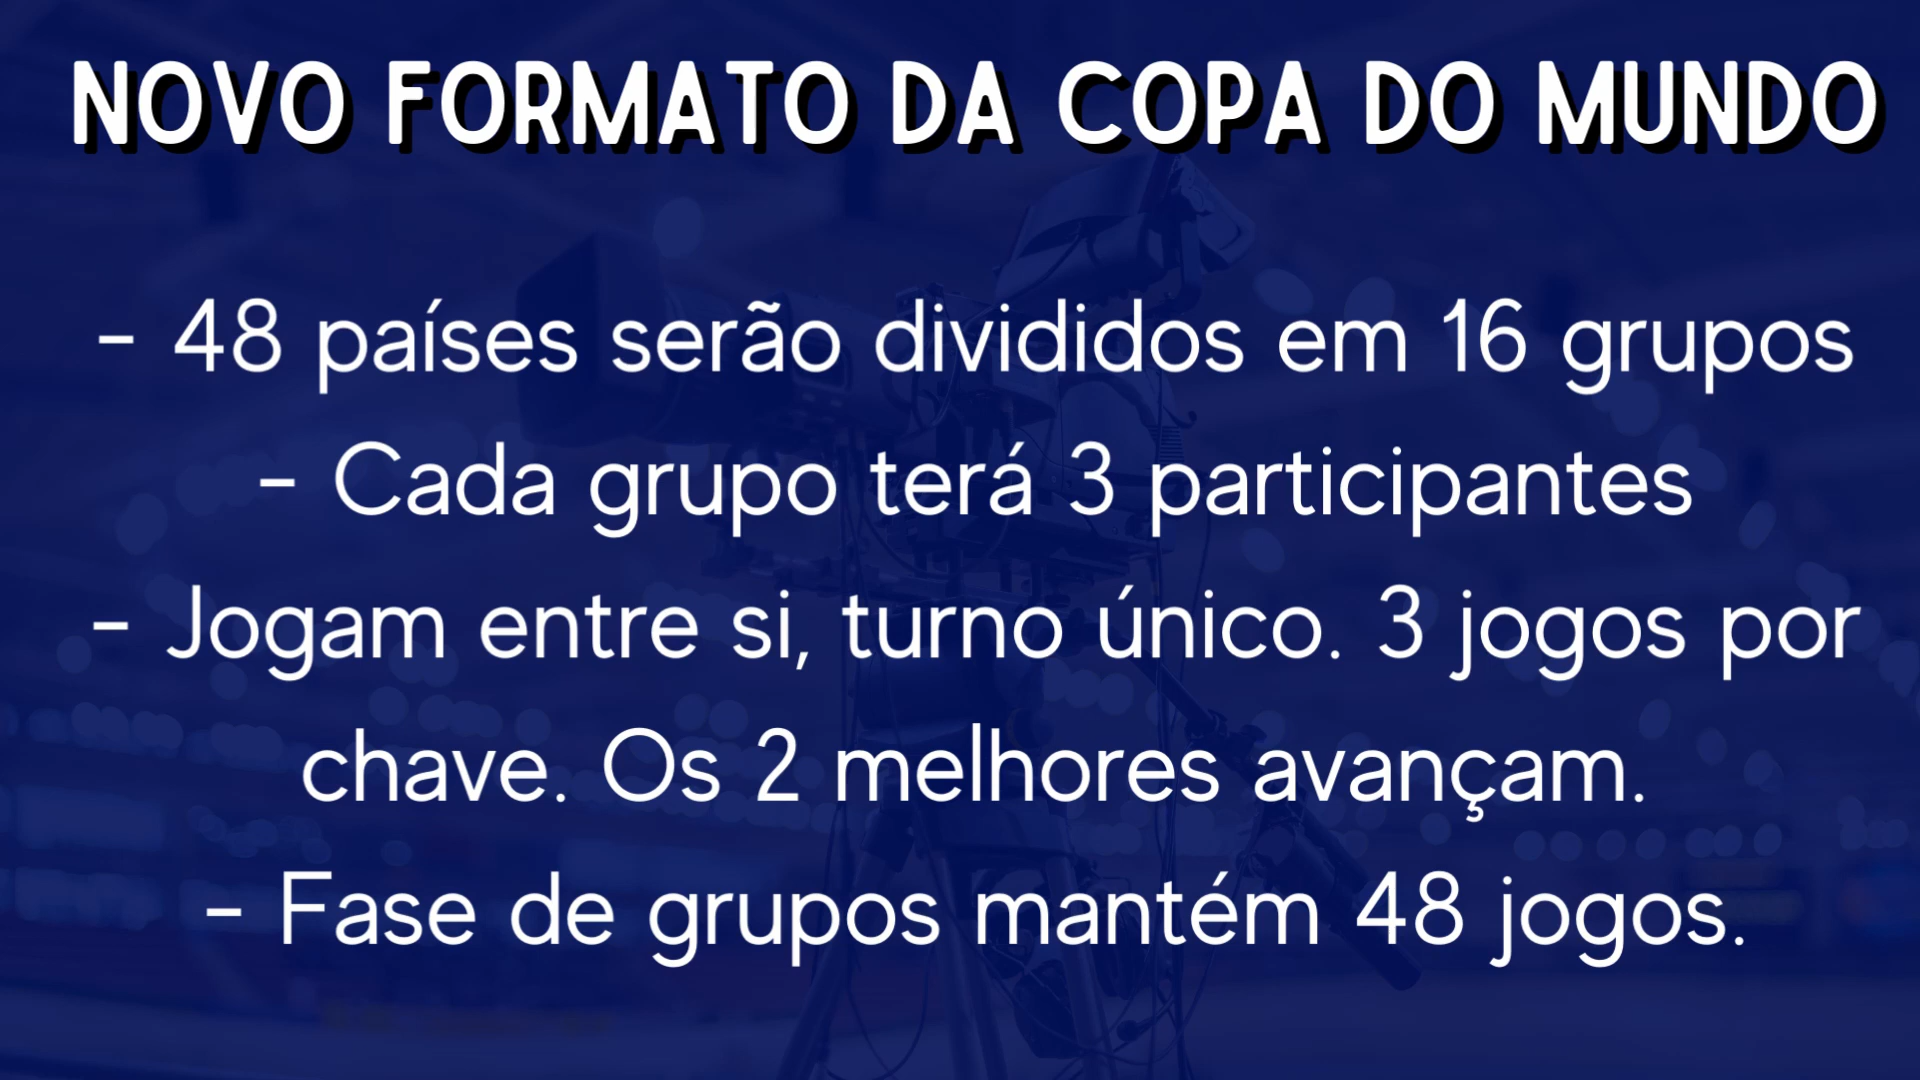 NOVO FORMATO DA COPA DO MUNDO
- 48 países serão divididos em 16 grupos
- Cada grupo terá 3 participantes
- Jogam entre si, turno único. 3 jogos por
chave. Os 2 melhores avançam.
- Fase de grupos mantém 48 jogos.